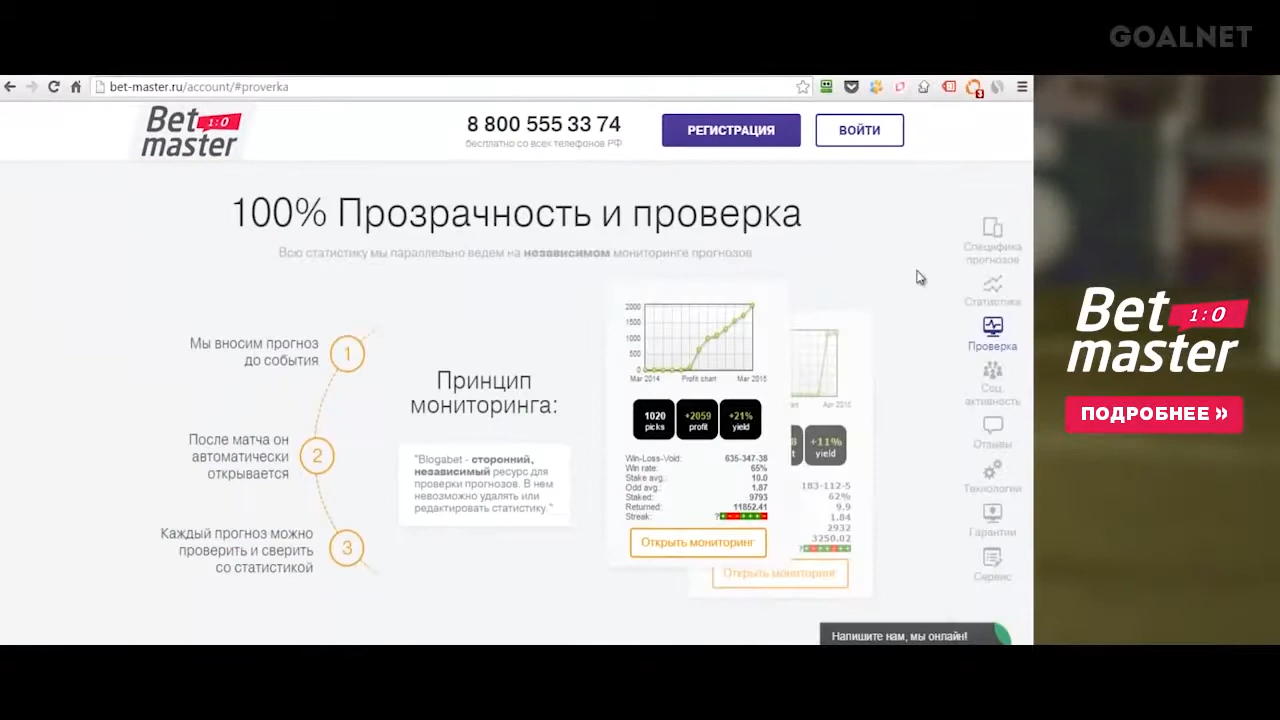 GOALNET
bet-master.ru/account/#proverka
Bet 1:0
master
8 800 555 33 74
бесплатно со всех телефонов РФ
РЕГИСТРАЦИЯ
ВОЙТИ
100% Прозрачность и проверка
Всю статистику мы параллельно ведем на независимом мониторинге прогнозов
Мы вносим прогноз
до события
1
После матча он
автоматически
открывается
2
Каждый прогноз можно
проверить и сверить
со статистикой
3
Принцип
мониторинга:
"Blogabet - сторонний,
независимый ресурс для
проверки прогнозов. В нем
невозможно удалять или
редактировать статистику."
2000
1500
1000
500
0
Mar 2014 Profit chart Mar 2015
1020 +2059 +21%
picks profit yield
Win-Loss-Void: 635-347-38
Win rate: 65%
Stake avg.: 10.0
Odd avg.: 1.87
Staked: 9793
Returned: 11852.41
Streak: ?
Открыть мониторинг
+11%
yield
183-112-5
62%
9.9
1.84
2932
3250.02
Открыть мониторинг
Специфика
прогнозов
Статистика
Проверка
Соц.
активность
Отзывы
Технологии
Гарантии
Сервис
Напишите нам, мы онлайн!
Bet 1:0
master
ПОДРОБНЕЕ »